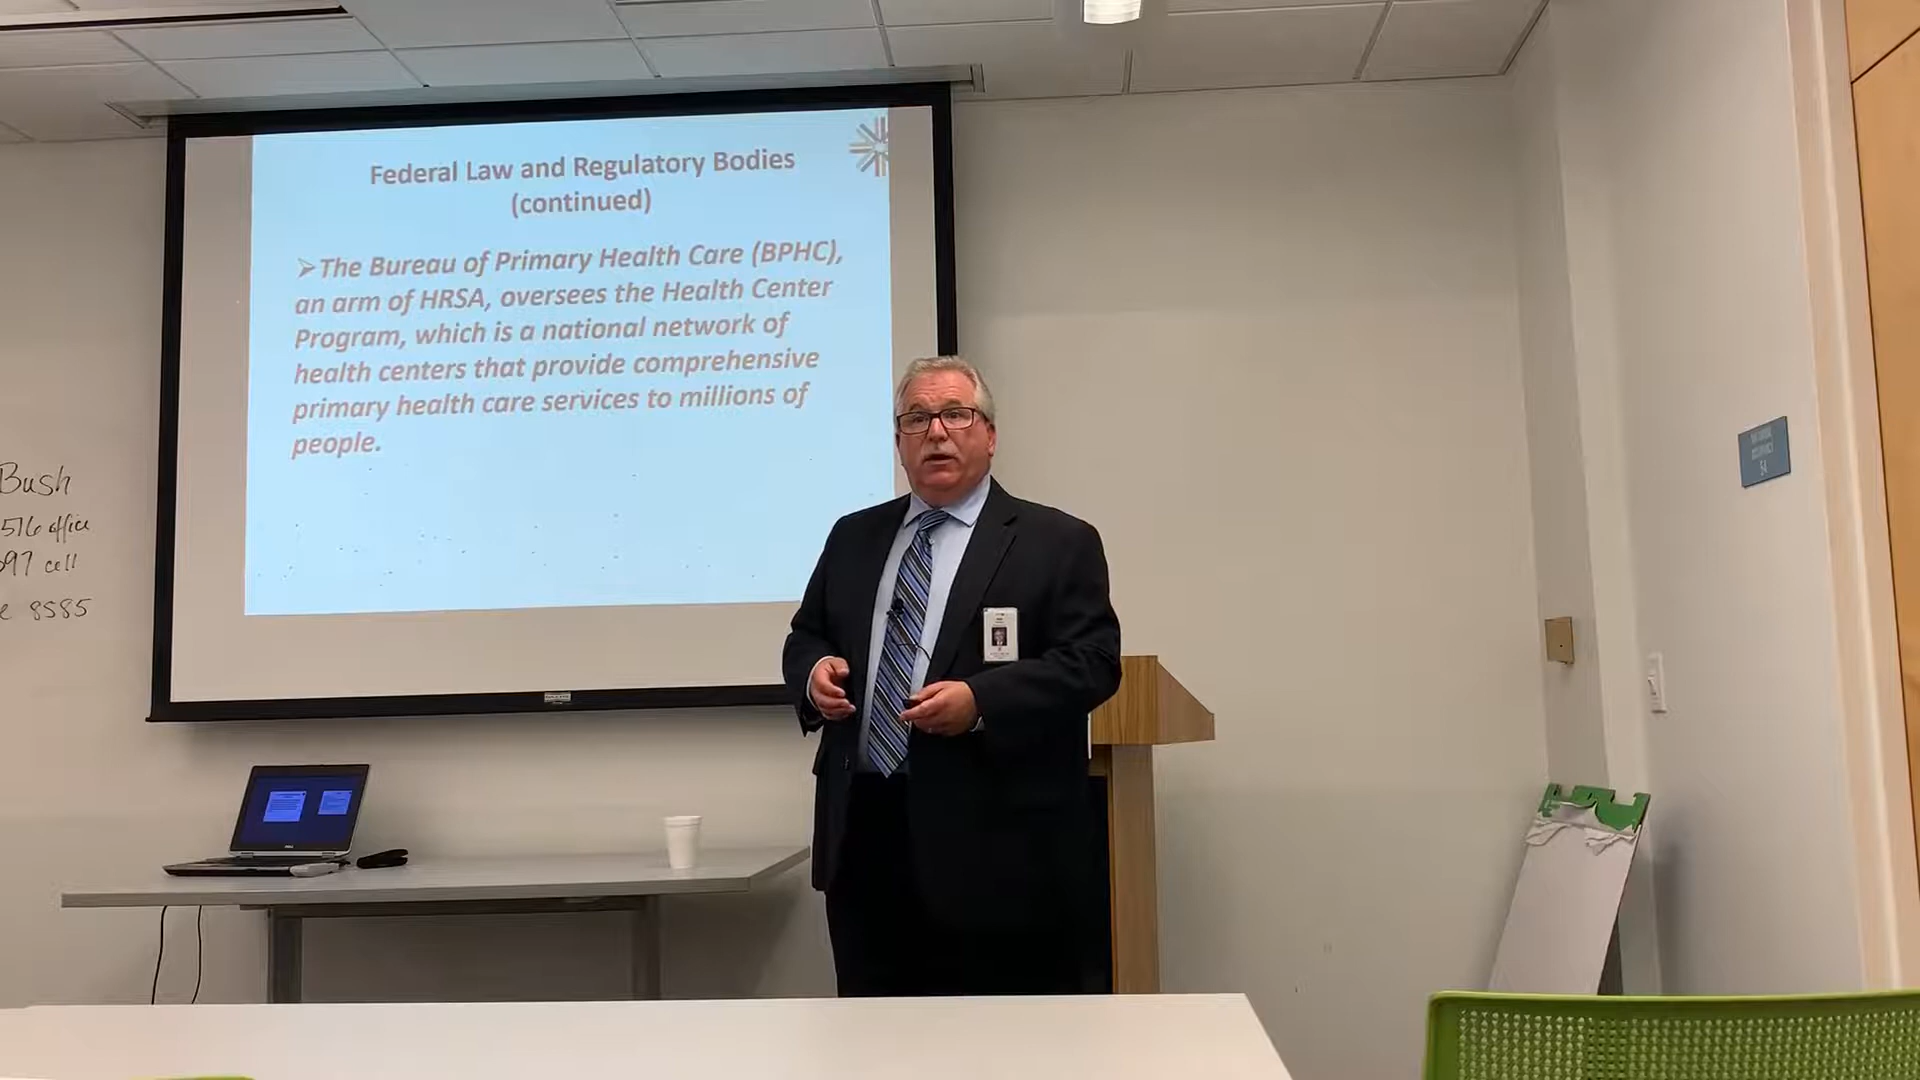 Federal Law and Regulatory Bodies
(continued)
➢The Bureau of Primary Health Care (BPHC),
an arm of HRSA, oversees the Health Center
Program, which is a national network of
health centers that provide comprehensive
primary health care services to millions of
people.
Bush
516 office
97 cell
8585
54